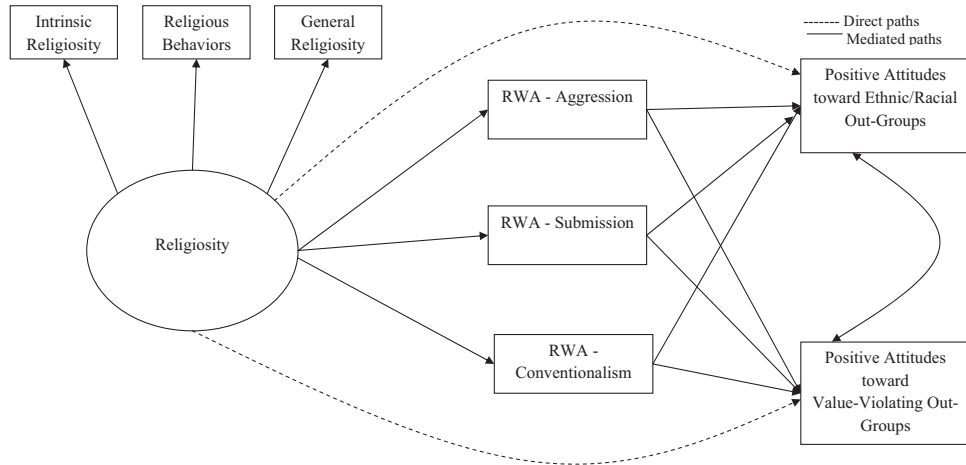 Intrinsic
Religiosity
Religious
Behaviors
General
Religiosity
Direct paths
Mediated paths
Positive Attitudes
toward Ethnic/Racial
Out-Groups
RWA - Aggression
RWA - Submission
Religiosity
RWA -
Conventionalism
Positive Attitudes
toward
Value-Violating Out-
Groups